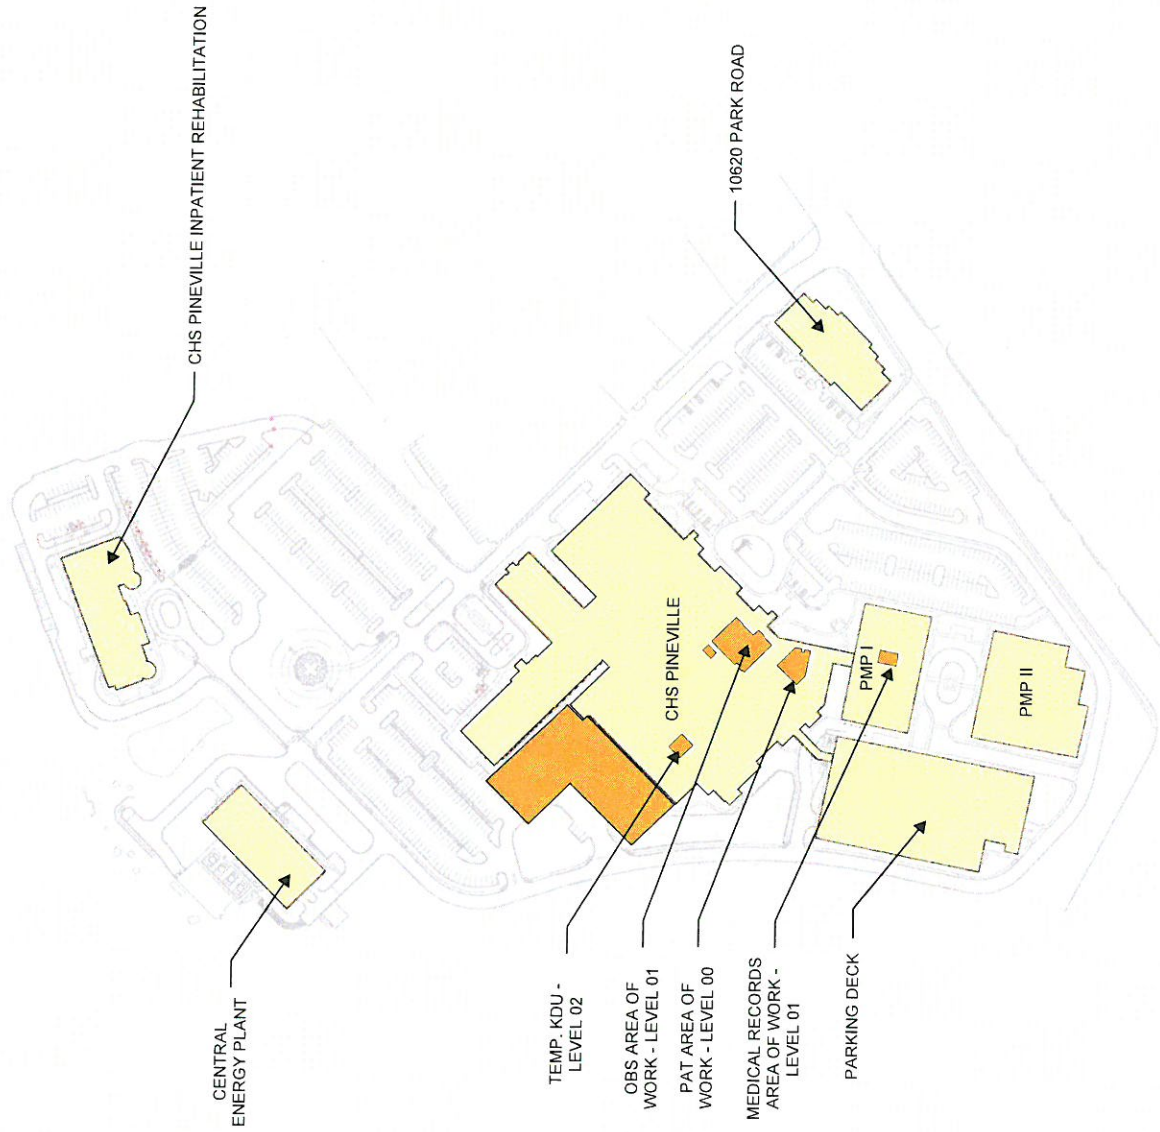 CHS PINEVILLE INPATIENT REHABILITATION
10620 PARK ROAD
CENTRAL
ENERGY PLANT
CHS PINEVILLE
PMP I
PMP II
TEMP. KDU -
LEVEL 02
OBS AREA OF
WORK - LEVEL 01
PAT AREA OF
WORK - LEVEL 00
MEDICAL RECORDS
AREA OF WORK -
LEVEL 01
PARKING DECK